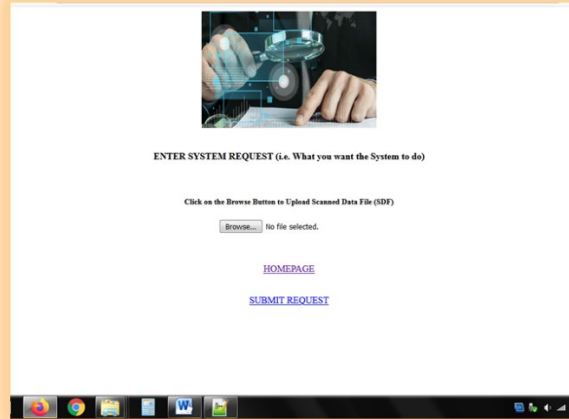 ENTER SYSTEM REQUEST (i.e. What you want the System to do)
Click on the Browse Button to Upload Scanned Data File (SDF)
Browse... No file selected.
HOMEPAGE
SUBMIT REQUEST
W